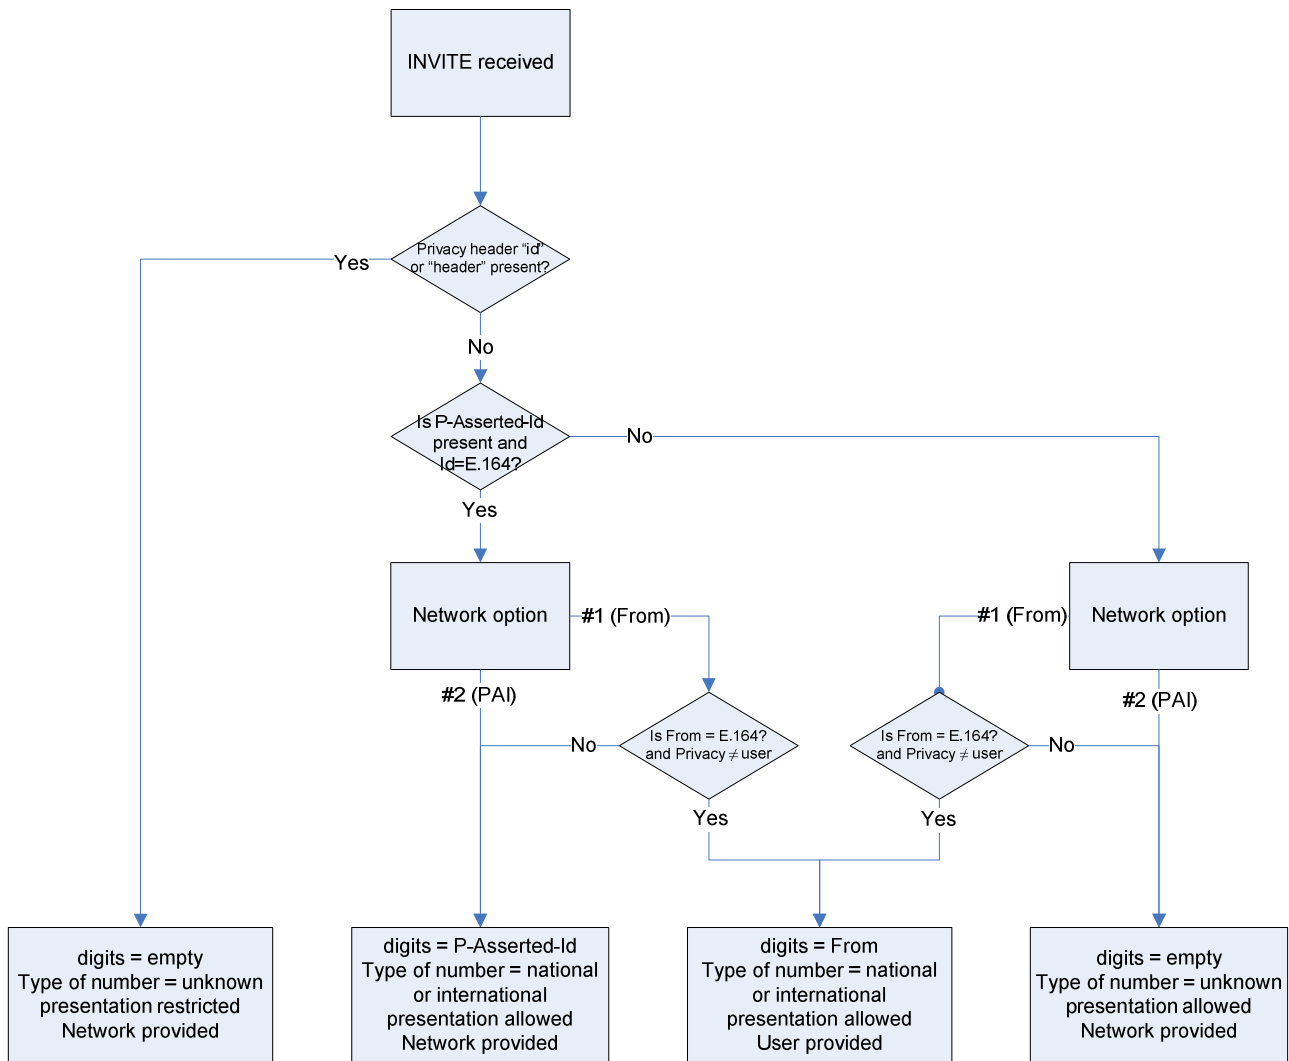 INVITE received
Privacy header “id”
or “header” present?
Yes
No
Is P-Asserted-Id
present and
Id=E.164?
No
Yes
Network option
#1 (From)
#1 (From)
Network option
#2 (PAI)
#2 (PAI)
Is From = E.164?
and Privacy ≠ user
No
Is From = E.164?
and Privacy ≠ user
No
Yes
Yes
digits = empty
Type of number = unknown
presentation restricted
Network provided
digits = P-Asserted-Id
Type of number = national
or international
presentation allowed
Network provided
digits = From
Type of number = national
or international
presentation allowed
User provided
digits = empty
Type of number = unknown
presentation allowed
Network provided